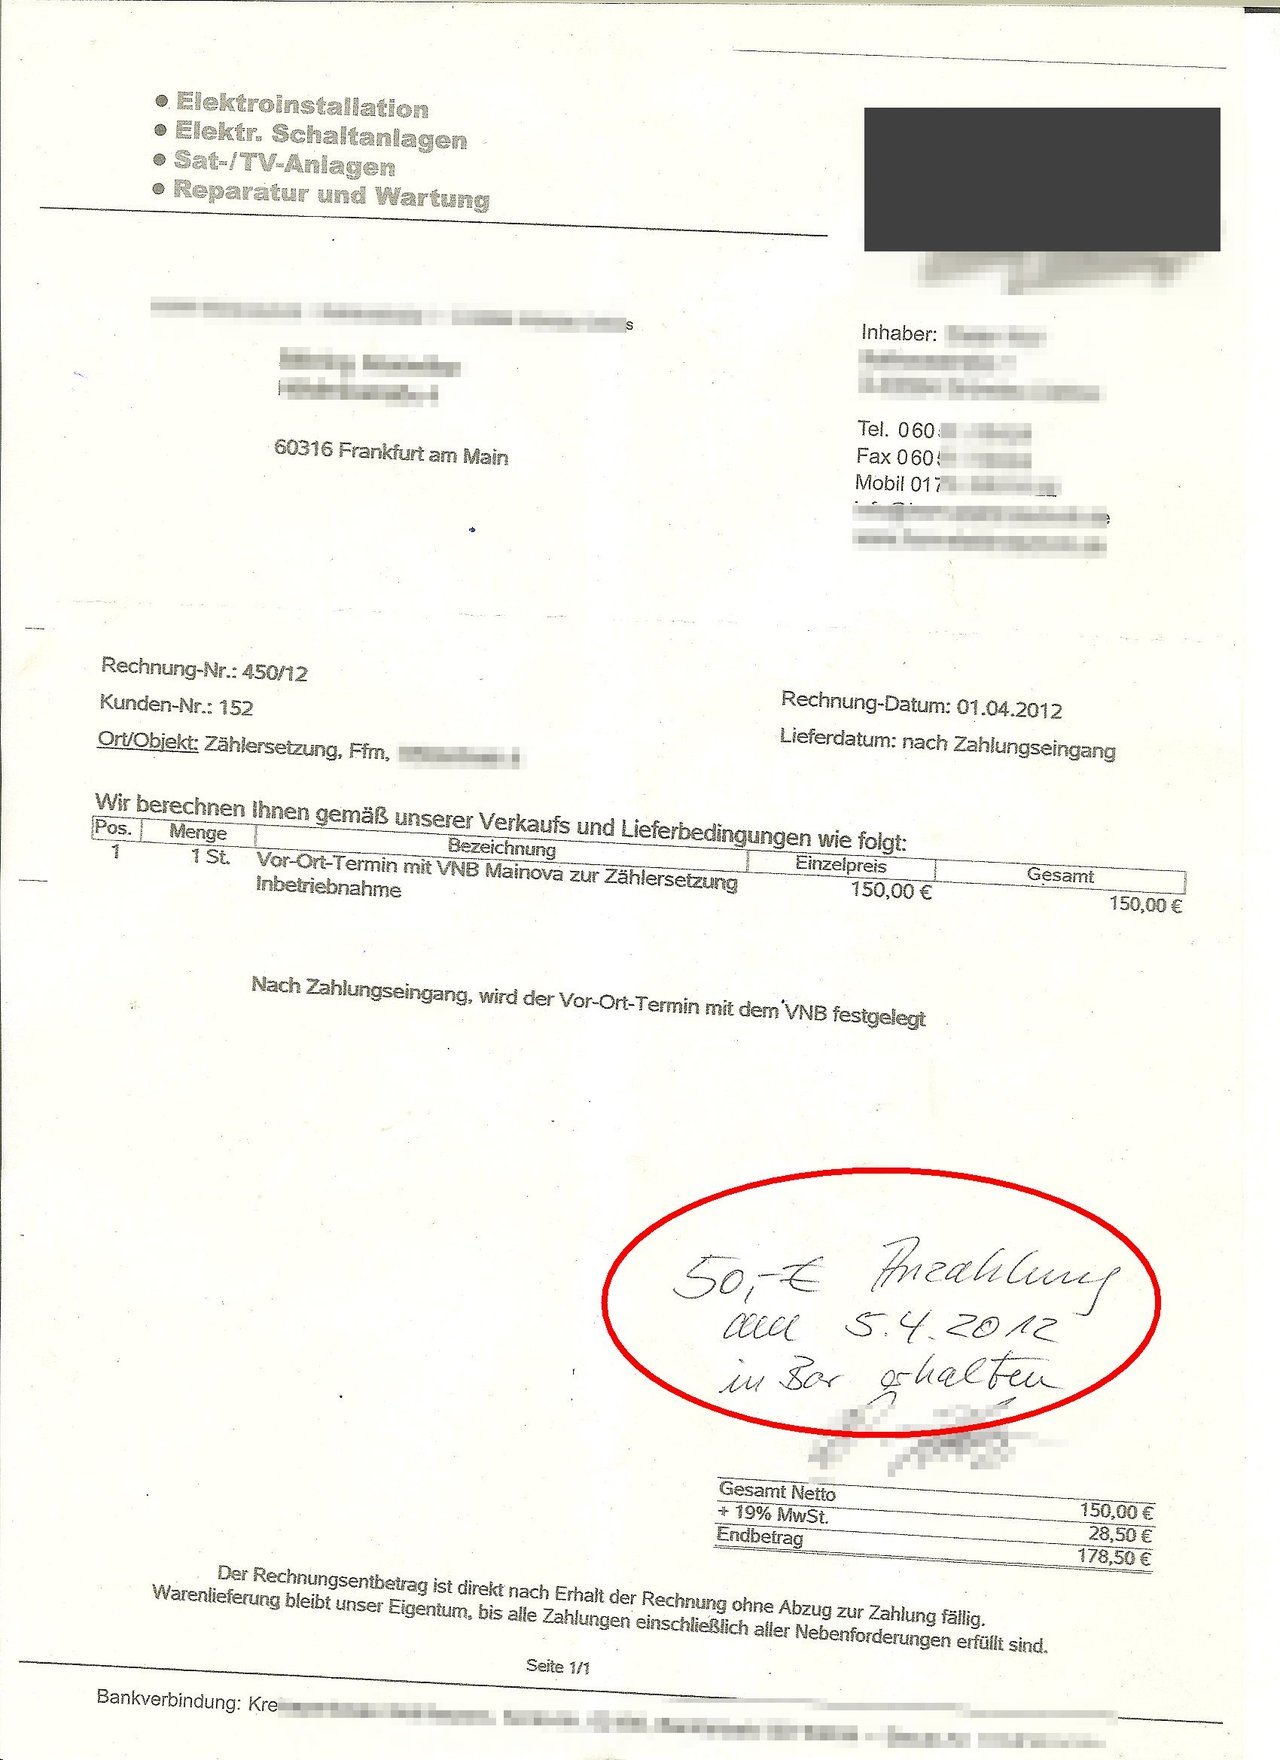 • Elektroinstallation
• Elektr. Schaltanlagen
• Sat-/TV-Anlagen
• Reparatur und Wartung
Inhaber:
60316 Frankfurt am Main
Tel. 060
Fax 060
Mobil 017
Rechnung-Nr.: 450/12
Kunden-Nr.: 152
Ort/Objekt: Zählersetzung, Ffm,
Rechnung-Datum: 01.04.2012
Lieferdatum: nach Zahlungseingang
Wir berechnen Ihnen gemäß unserer Verkaufs und Lieferbedingungen wie folgt:
Pos. Menge Bezeichnung Einzelpreis Gesamt
1 1 St. Vor-Ort-Termin mit VNB Mainova zur Zählersetzung 150,00 € 150,00 €
Inbetriebnahme
Nach Zahlungseingang, wird der Vor-Ort-Termin mit dem VNB festgelegt
50,-€ Anzahlung
am 5.4.2012
in Bar erhalten
Gesamt Netto 150,00 €
+ 19% MwSt. 28,50 €
Endbetrag 178,50 €
Der Rechnungsentbetrag ist direkt nach Erhalt der Rechnung ohne Abzug zur Zahlung fällig.
Warenlieferung bleibt unser Eigentum, bis alle Zahlungen einschließlich aller Nebenforderungen erfüllt sind.
Seite 1/1
Bankverbindung: Kre